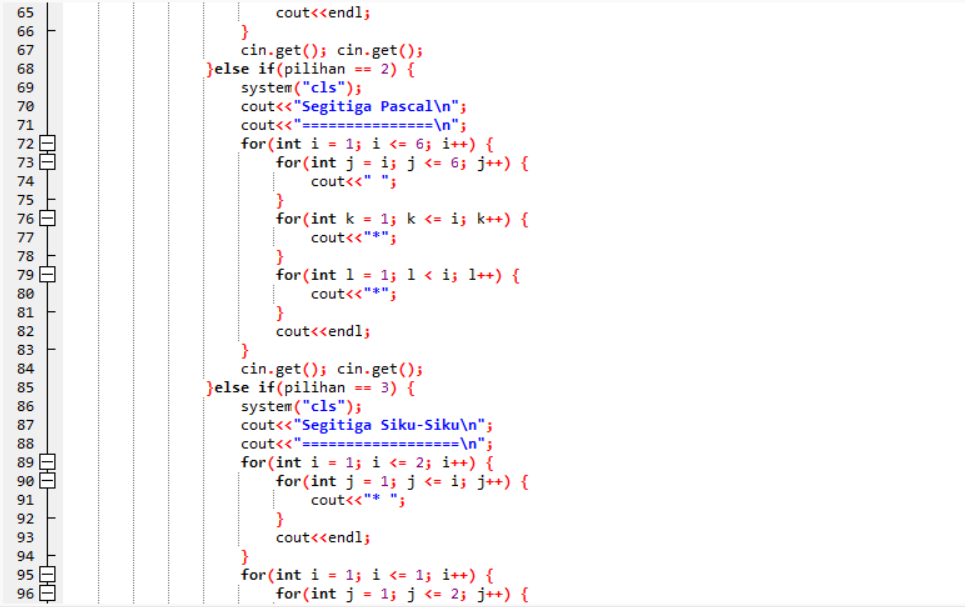 65 cout<<endl;
66 }
67 cin.get(); cin.get();
68 }else if(pilihan == 2) {
69 system("cls");
70 cout<<"Segitiga Pascal\n";
71 cout<<"===============\n";
72 for(int i = 1; i <= 6; i++) {
73 for(int j = i; j <= 6; j++) {
74 cout<<" ";
75 }
76 for(int k = 1; k <= i; k++) {
77 cout<<"*";
78 }
79 for(int l = 1; l < i; l++) {
80 cout<<"*";
81 }
82 cout<<endl;
83 }
84 cin.get(); cin.get();
85 }else if(pilihan == 3) {
86 system("cls");
87 cout<<"Segitiga Siku-Siku\n";
88 cout<<"==================\n";
89 for(int i = 1; i <= 2; i++) {
90 for(int j = 1; j <= i; j++) {
91 cout<<"* ";
92 }
93 cout<<endl;
94 }
95 for(int i = 1; i <= 1; i++) {
96 for(int j = 1; j <= 2; j++) {